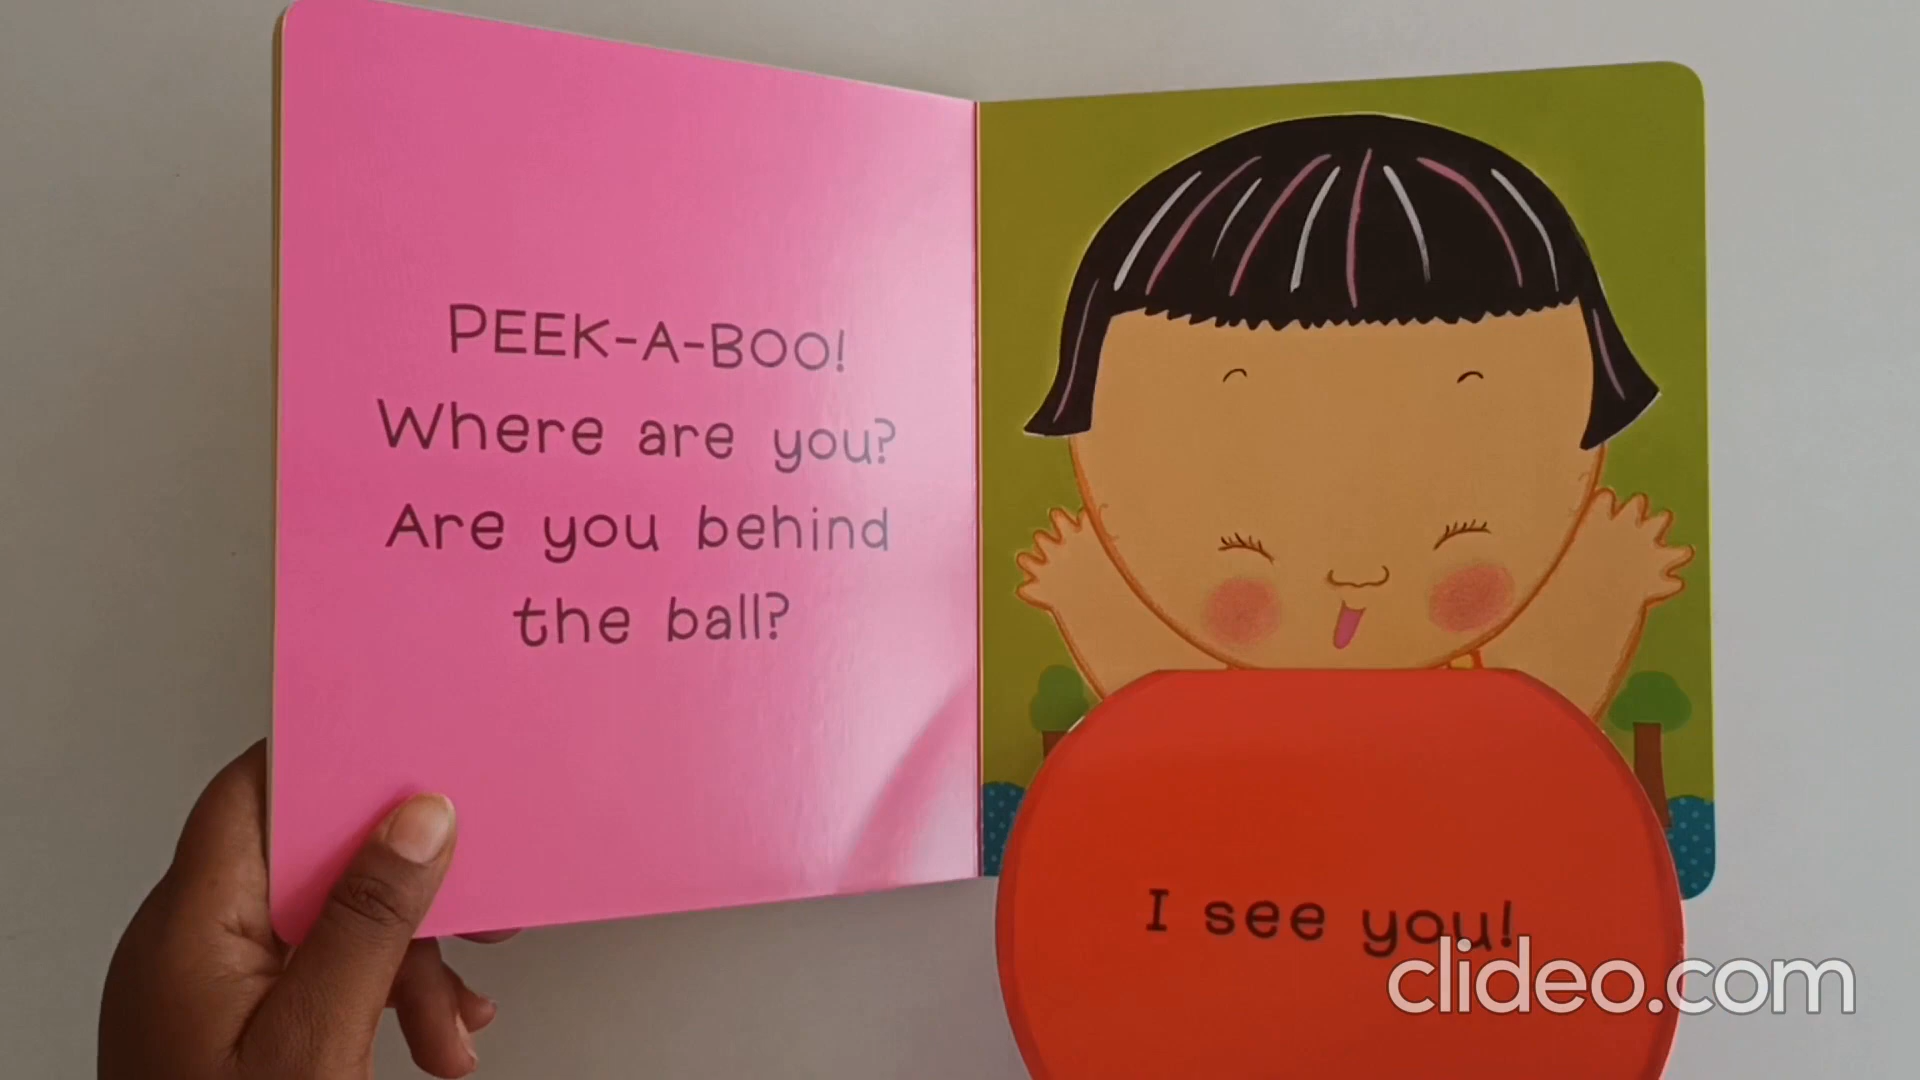 PEEK-A-BOO!
Where are you?
Are you behind
the ball?
I see you!
clideo.com